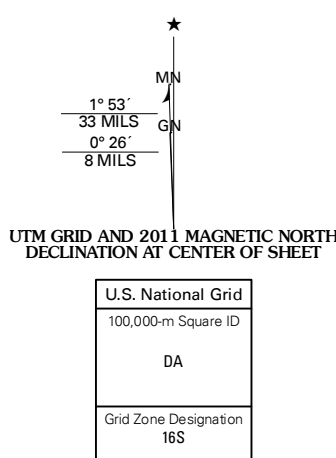 MN
1° 53´
33 MILS
GN
0° 26´
8 MILS
UTM GRID AND 2011 MAGNETIC NORTH
DECLINATION AT CENTER OF SHEET
U.S. National Grid
100,000-m Square ID
DA
Grid Zone Designation
16S